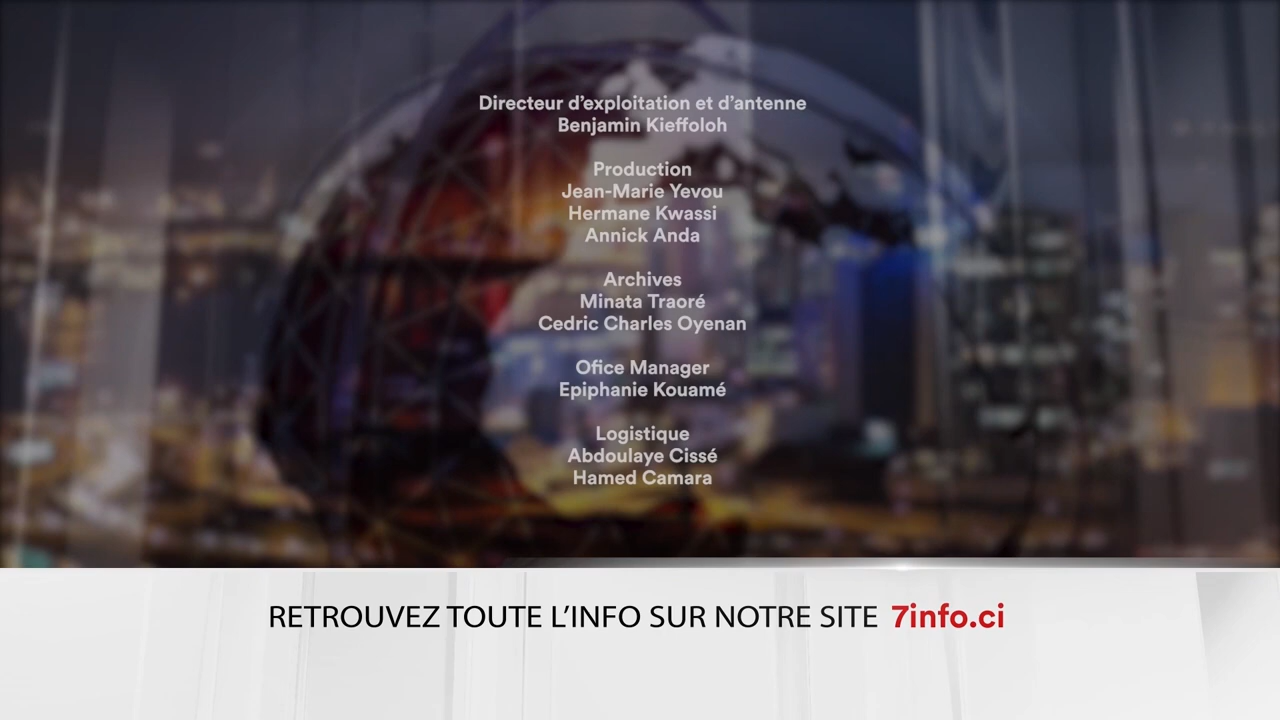 Directeur d’exploitation et d’antenne
Benjamin Kieffoloh
Production
Jean-Marie Yevou
Hermane Kwassi
Annick Anda
Archives
Minata Traoré
Cedric Charles Oyenan
Ofice Manager
Epiphanie Kouamé
Logistique
Abdoulaye Cissé
Hamed Camara
RETROUVEZ TOUTE L’INFO SUR NOTRE SITE 7info.ci